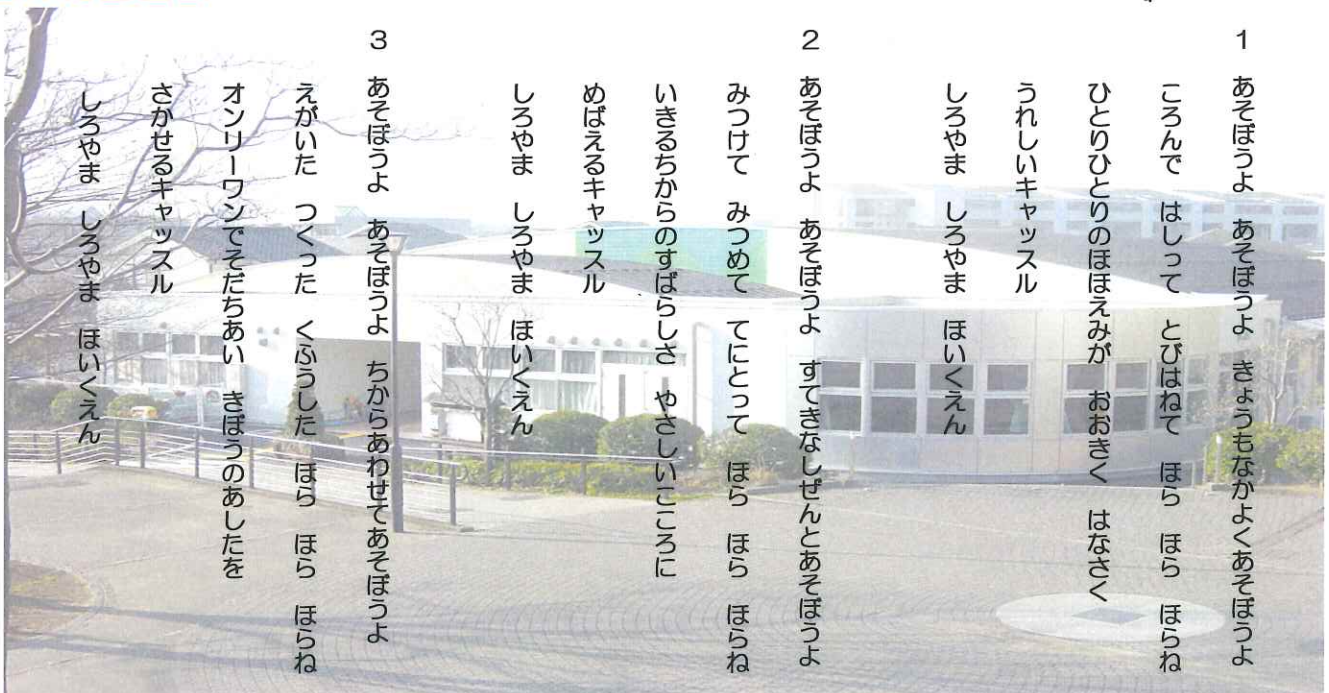 1 あそぼうよ あそぼうよ きょうもなかよくあそぼうよ
ころんで はしって とびはねて ほら ほら ほらね
ひとりひとりのほほえみが おおきく はなさく
うれしいキャッスル
しろやま しろやま ほいくえん
2 あそぼうよ あそぼうよ すてきなしぜんとあそぼうよ
みつけて みつめて てにとって ほら ほら ほらね
いきるちからのすばらしさ やさしいこころに
めばえるキャッスル
しろやま しろやま ほいくえん
3 あそぼうよ あそぼうよ ちからあわせてあそぼうよ
えがいた つくった くふうした ほら ほら ほらね
オンリーワンでそだちあい きぼうのあしたを
さかせるキャッスル
しろやま しろやま ほいくえん